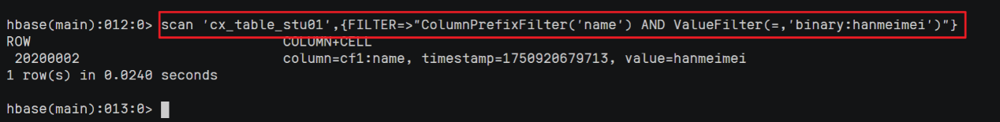 hbase(main):012:0> scan 'cx_table_stu01',{FILTER=>"ColumnPrefixFilter('name') AND ValueFilter(=,'binary:hanmeimei')"}
ROW                                COLUMN+CELL
 20200002                          column=cf1:name, timestamp=1750920679713, value=hanmeimei
1 row(s) in 0.0240 seconds
hbase(main):013:0>